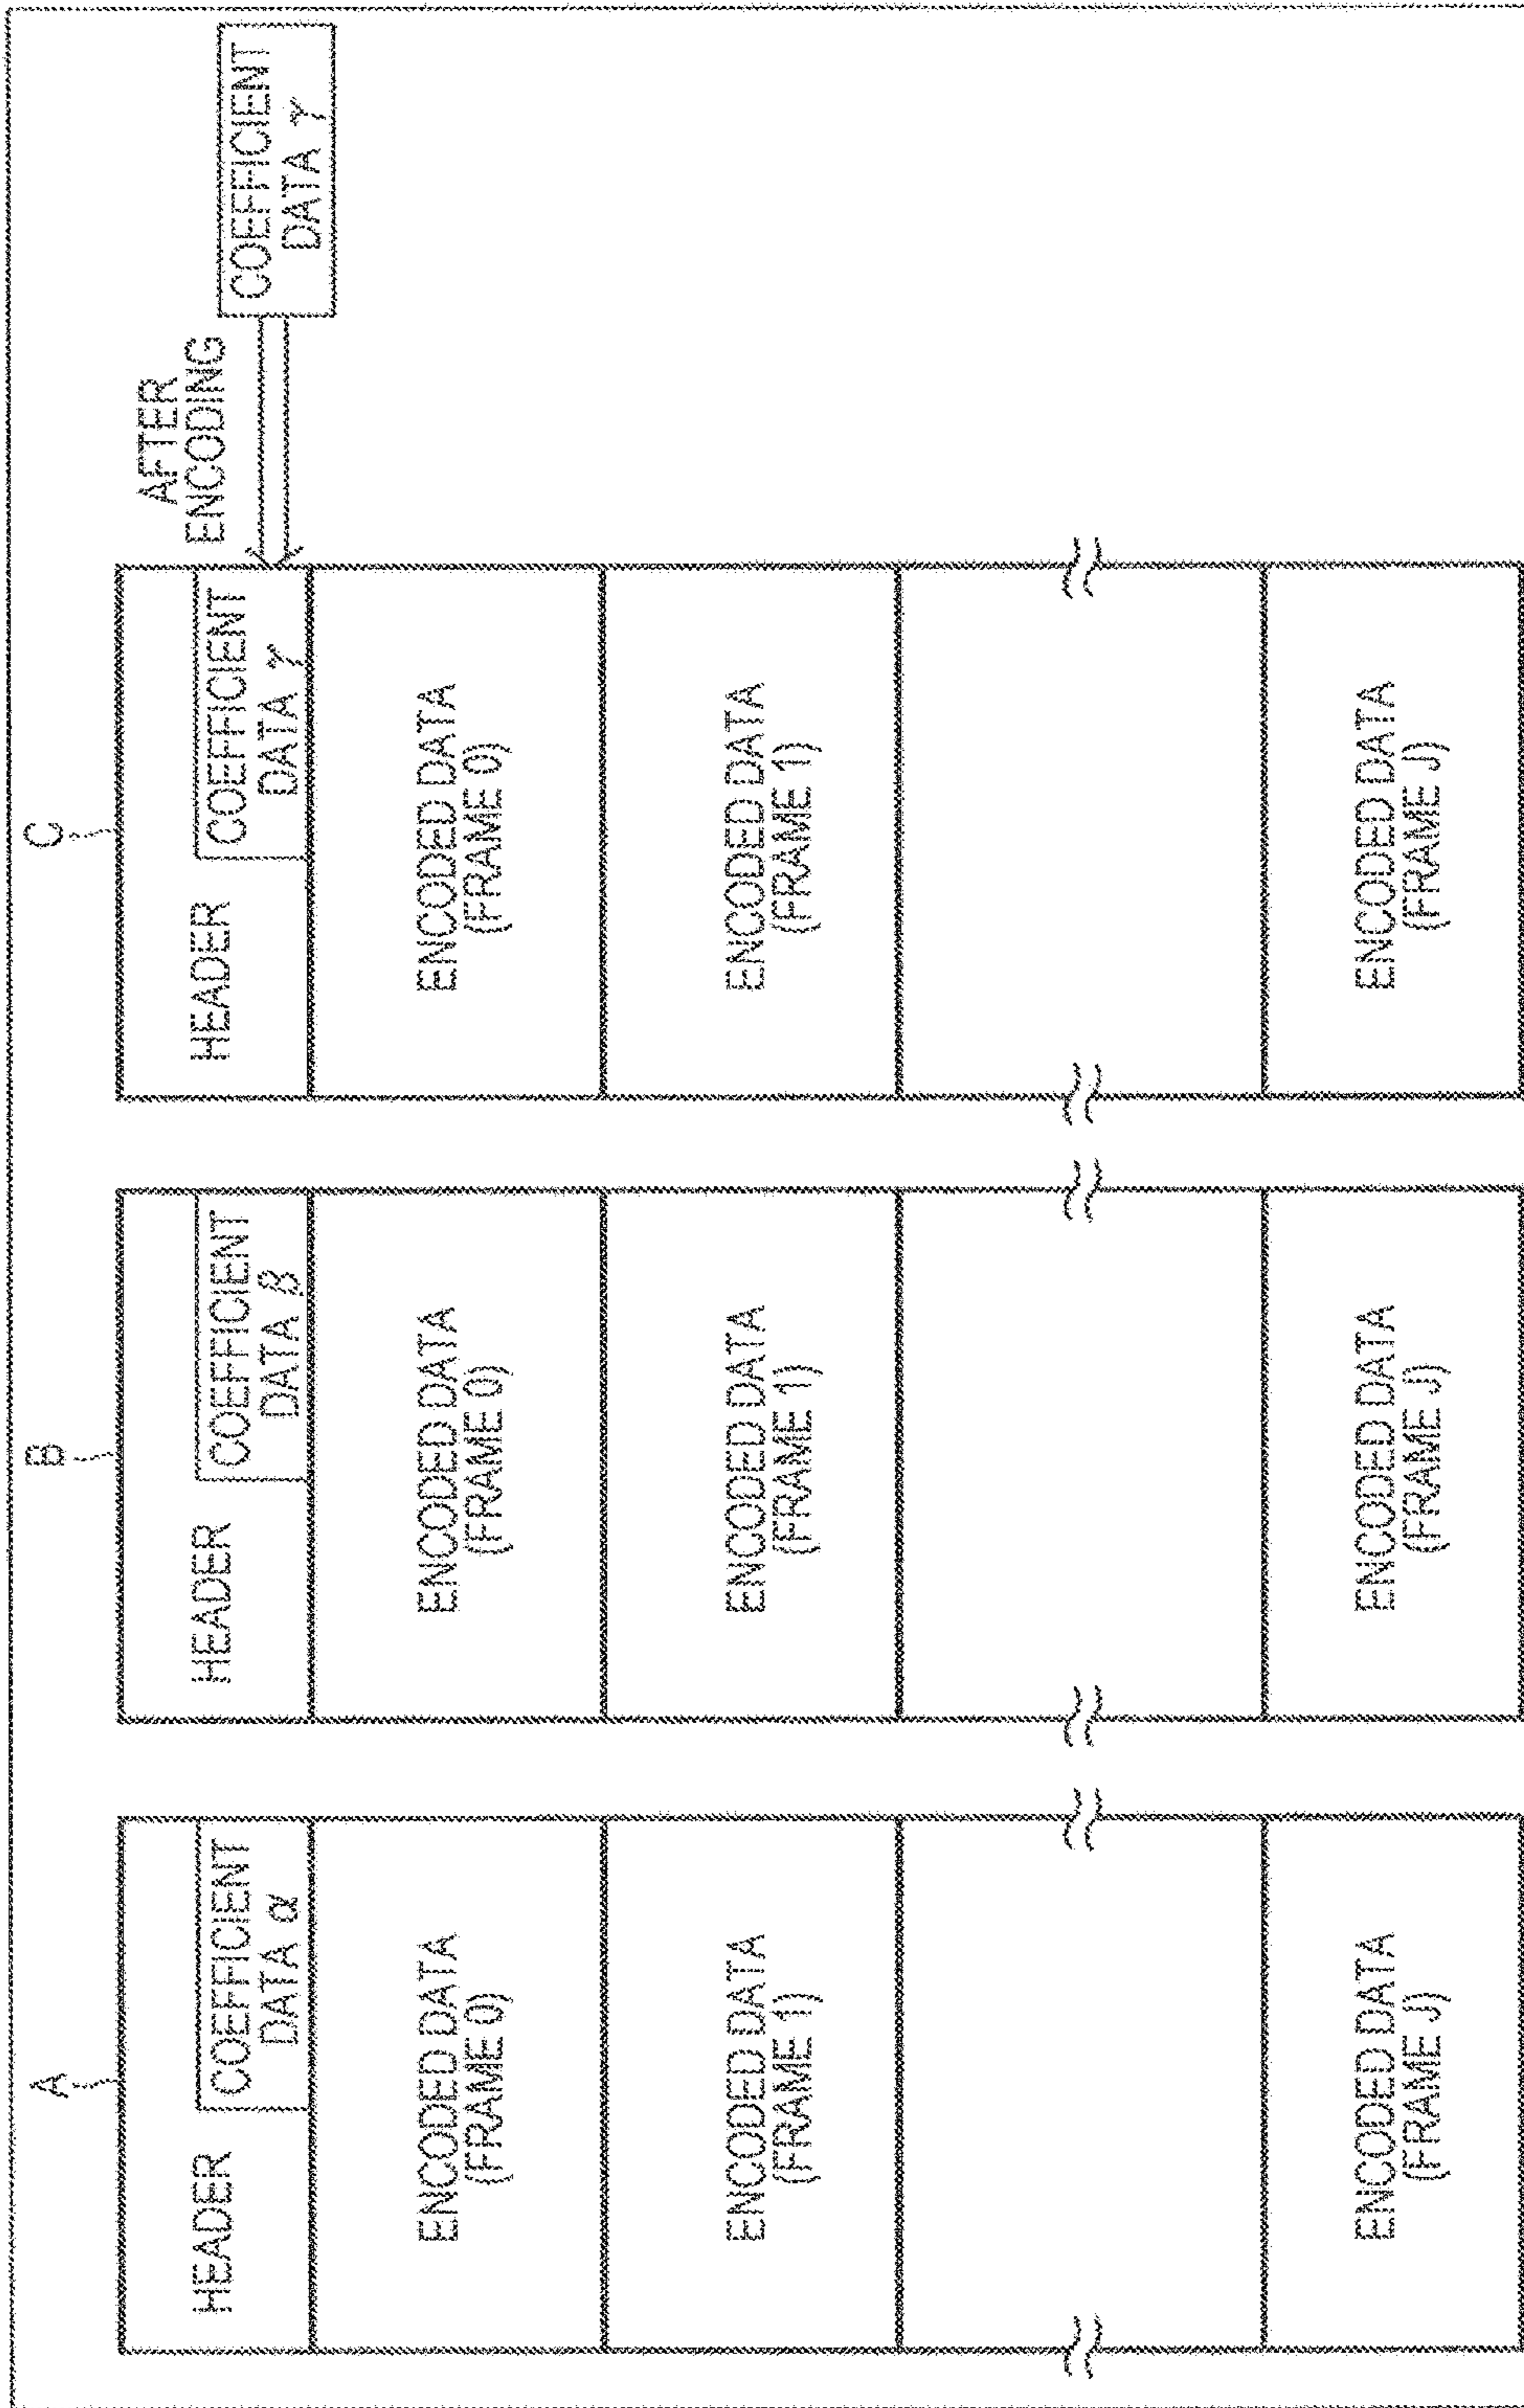 A
HEADER
COEFFICIENT
DATA α
ENCODED DATA
(FRAME 0)
ENCODED DATA
(FRAME 1)
ENCODED DATA
(FRAME J)
B
HEADER
COEFFICIENT
DATA β
ENCODED DATA
(FRAME 0)
ENCODED DATA
(FRAME 1)
ENCODED DATA
(FRAME J)
C
HEADER
COEFFICIENT
DATA γ
ENCODED DATA
(FRAME 0)
ENCODED DATA
(FRAME 1)
ENCODED DATA
(FRAME J)
AFTER
ENCODING
COEFFICIENT
DATA γ